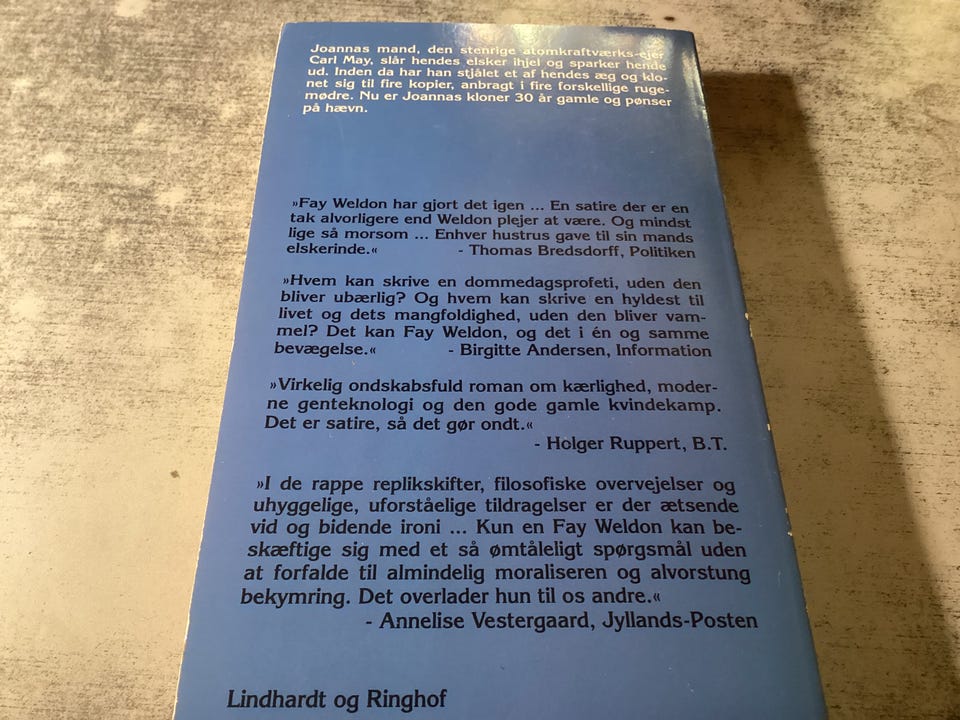 Joannas mand, den stenrige atomkraftværks-ejer
Carl May, slår hendes elsker ihjel og sparker hende
ud. Inden da har han stjålet et af hendes æg og klo-
net sig til fire kopier, anbragt i fire forskellige ruge-
mødre. Nu er Joannas kloner 30 år gamle og pønser
på hævn.
»Fay Weldon har gjort det igen ... En satire der er en
tak alvorligere end Weldon plejer at være. Og mindst
lige så morsom ... Enhver hustrus gave til sin mands
elskerinde.« - Thomas Bredsdorff, Politiken
»Hvem kan skrive en dommedagsprofeti, uden den
bliver ubærlig? Og hvem kan skrive en hyldest til
livet og dets mangfoldighed, uden den bliver vam-
mel? Det kan Fay Weldon, og det i én og samme
bevægelse.« - Birgitte Andersen, Information
»Virkelig ondskabsfuld roman om kærlighed, moder-
ne genteknologi og den gode gamle kvindekamp.
Det er satire, så det gør ondt.«
- Holger Ruppert, B.T.
»I de rappe replikskifter, filosofiske overvejelser og
uhyggelige, uforståelige tildragelser er der ætsende
vid og bidende ironi ... Kun en Fay Weldon kan be-
skæftige sig med et så ømtåleligt spørgsmål uden
at forfalde til almindelig moraliseren og alvorstung
bekymring. Det overlader hun til os andre.«
- Annelise Vestergaard, Jyllands-Posten
Lindhardt og Ringhof